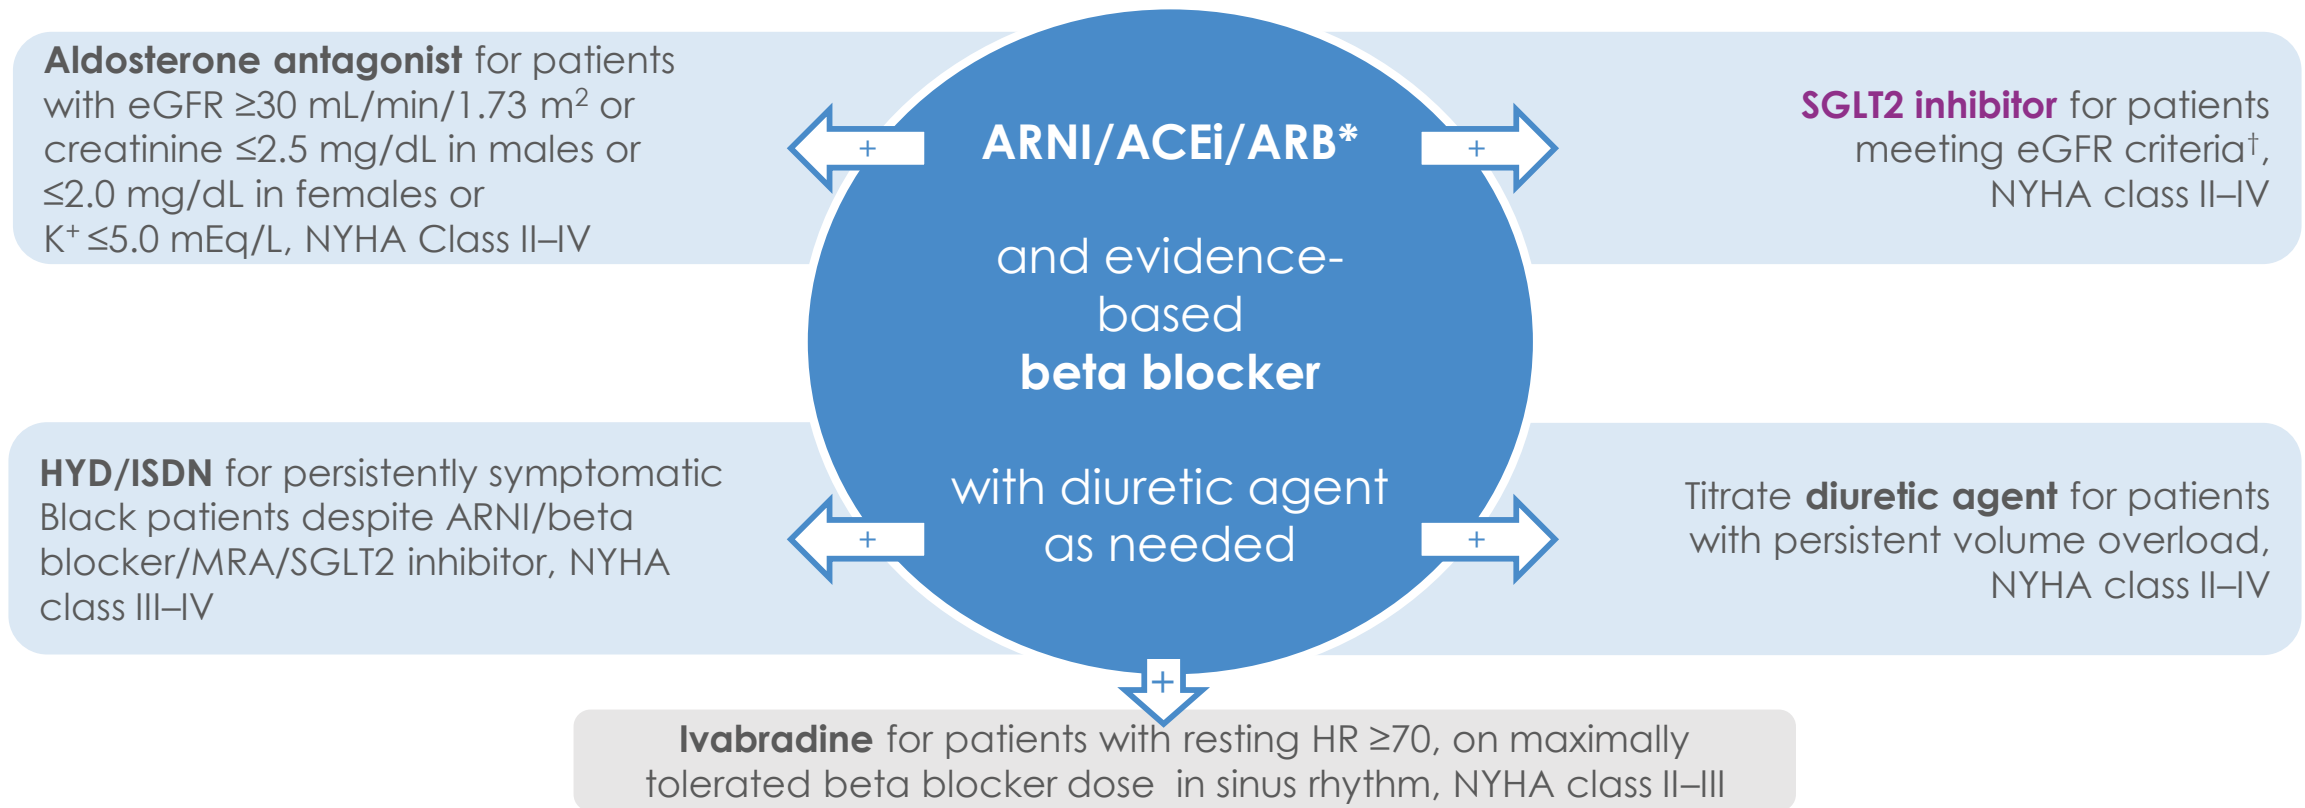 Aldosterone antagonist for patients
with eGFR ≥30 mL/min/1.73 m² or
creatinine ≤2.5 mg/dL in males or
≤2.0 mg/dL in females or
K⁺ ≤5.0 mEq/L, NYHA Class II–IV
+
ARNI/ACEi/ARB*
and evidence-
based
beta blocker
with diuretic agent
as needed
+
SGLT2 inhibitor for patients
meeting eGFR criteria†,
NYHA class II–IV
HYD/ISDN for persistently symptomatic
Black patients despite ARNI/beta
blocker/MRA/SGLT2 inhibitor, NYHA
class III–IV
+
+
Titrate diuretic agent for patients
with persistent volume overload,
NYHA class II–IV
+
Ivabradine for patients with resting HR ≥70, on maximally
tolerated beta blocker dose in sinus rhythm, NYHA class II–III